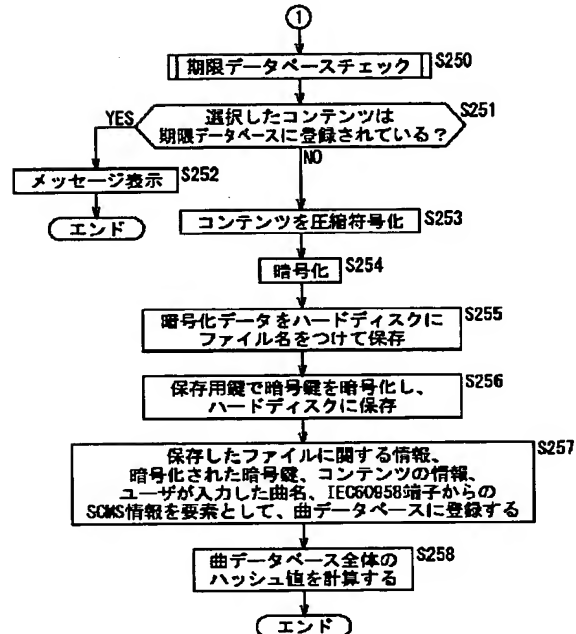 1
期限データベースチェック S250
選択したコンテンツは S251
期限データベースに登録されている？
YES
NO
メッセージ表示 S252
エンド
コンテンツを圧縮符号化 S253
暗号化 S254
暗号化データをハードディスクに S255
ファイル名をつけて保存
保存用鍵で暗号鍵を暗号化し、 S256
ハードディスクに保存
S257
保存したファイルに関する情報、
暗号化された暗号鍵、コンテンツの情報、
ユーザが入力した曲名、IEC60958端子からの
SCMS情報を要素として、曲データベースに登録する
曲データベース全体の S258
ハッシュ値を計算する
エンド